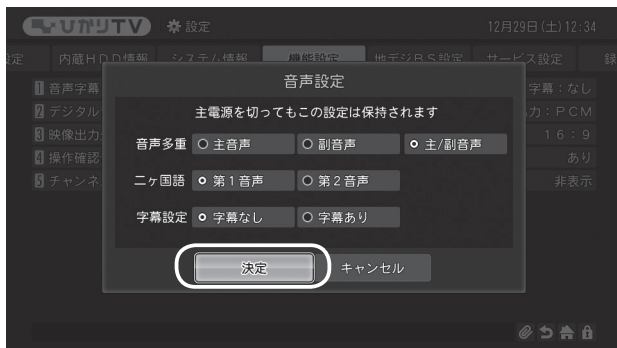 ひかりTV 設定 12月29日(土)12:34
設定 内蔵HDD情報 システム情報 機能設定 地デジBS設定 サービス設定 録
1 音声字幕 字幕:なし
2 デジタル 力:PCM
3 映像出力 16:9
4 操作確認 あり
5 チャンネ 非表示
音声設定
主電源を切ってもこの設定は保持されます
音声多重 主音声 副音声 主/副音声
二ヶ国語 第1音声 第2音声
字幕設定 字幕なし 字幕あり
決定 キャンセル